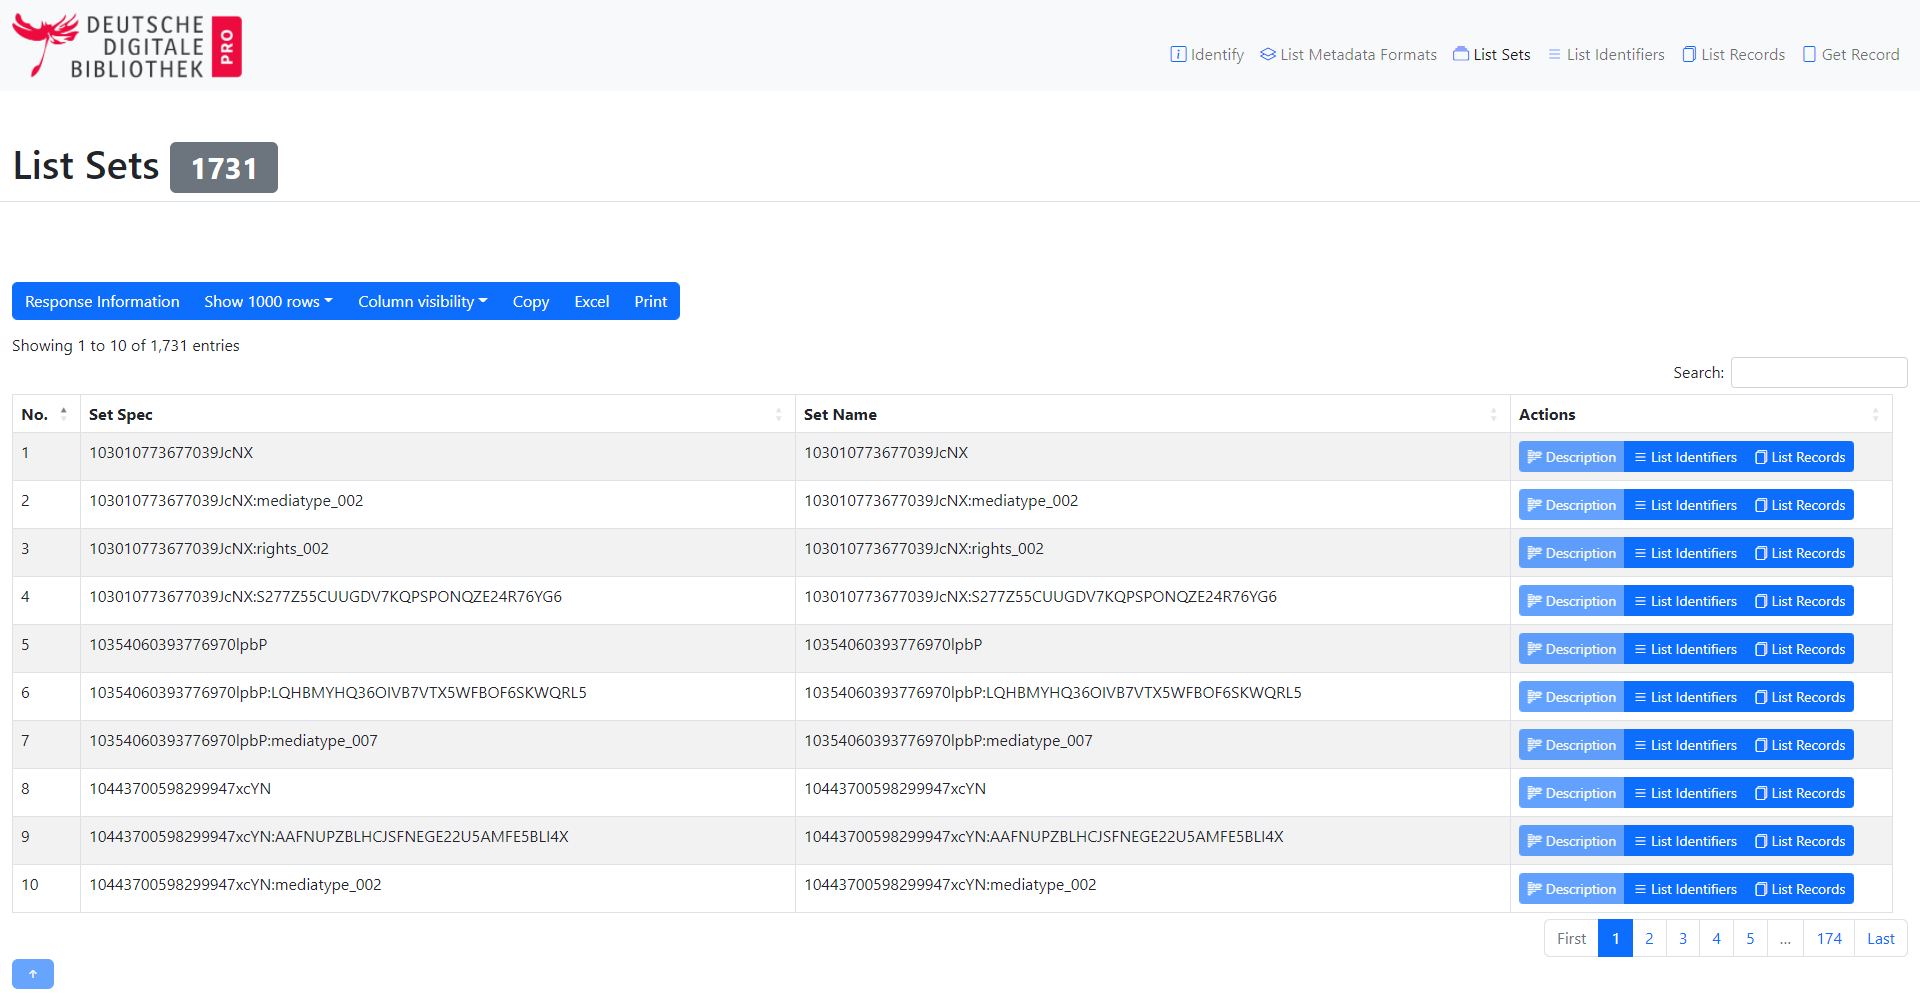 DEUTSCHE
DIGITALE
BIBLIOTHEK
PRO
Identify List Metadata Formats List Sets List Identifiers List Records Get Record
List Sets 1731
Response Information Show 1000 rows Column visibility Copy Excel Print
Showing 1 to 10 of 1,731 entries
Search:
No. Set Spec Set Name Actions
1 103010773677039JcNX 103010773677039JcNX Description List Identifiers List Records
2 103010773677039JcNX:mediatype_002 103010773677039JcNX:mediatype_002 Description List Identifiers List Records
3 103010773677039JcNX:rights_002 103010773677039JcNX:rights_002 Description List Identifiers List Records
4 103010773677039JcNX:S277Z55CUUGDV7KQPSPONQZE24R76YG6 103010773677039JcNX:S277Z55CUUGDV7KQPSPONQZE24R76YG6 Description List Identifiers List Records
5 10354060393776970lpbP 10354060393776970lpbP Description List Identifiers List Records
6 10354060393776970lpbP:LQHBMYHQ36OIVB7VTX5WFBOF6SKWQRL5 10354060393776970lpbP:LQHBMYHQ36OIVB7VTX5WFBOF6SKWQRL5 Description List Identifiers List Records
7 10354060393776970lpbP:mediatype_007 10354060393776970lpbP:mediatype_007 Description List Identifiers List Records
8 10443700598299947xcYN 10443700598299947xcYN Description List Identifiers List Records
9 10443700598299947xcYN:AAFNUPZBLHCJSFNEGE22U5AMFE5BLI4X 10443700598299947xcYN:AAFNUPZBLHCJSFNEGE22U5AMFE5BLI4X Description List Identifiers List Records
10 10443700598299947xcYN:mediatype_002 10443700598299947xcYN:mediatype_002 Description List Identifiers List Records
First 1 2 3 4 5 ... 174 Last